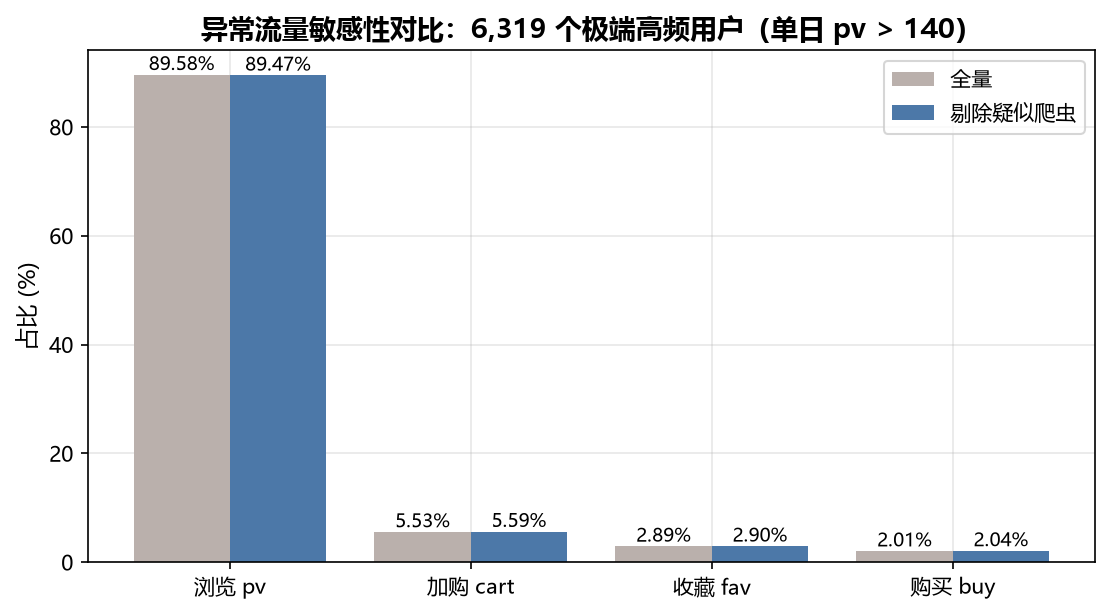 异常流量敏感性对比：6,319 个极端高频用户（单日 pv > 140）
全量
剔除疑似爬虫
占比 (%)
80
60
40
20
0
89.58%
89.47%
5.53%
5.59%
2.89%
2.90%
2.01%
2.04%
浏览 pv
加购 cart
收藏 fav
购买 buy